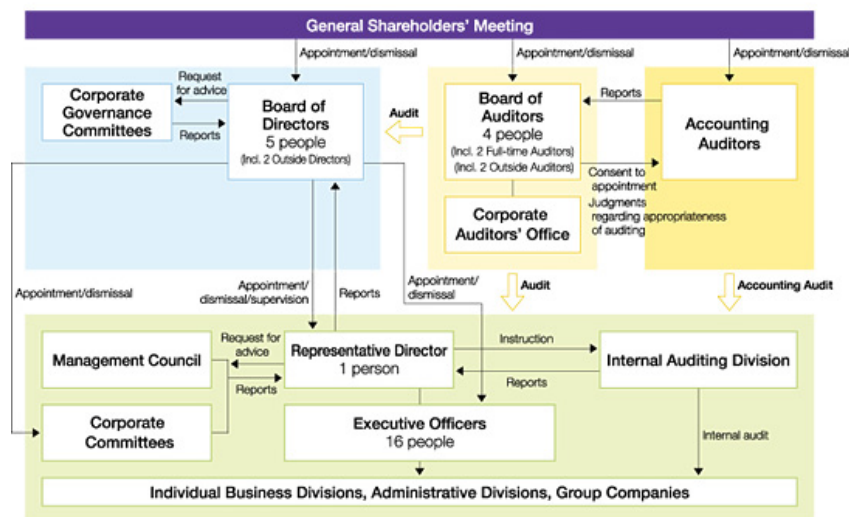 General Shareholders' Meeting
Appointment/dismissal
Appointment/dismissal
Appointment/dismissal
Corporate
Governance
Committees
Request
for advice
Reports
Board of
Directors
5 people
(Incl. 2 Outside Directors)
Audit
Board of
Auditors
4 people
(Incl. 2 Full-time Auditors)
(Incl. 2 Outside Auditors)
Corporate
Auditors' Office
Reports
Consent to
appointment
Judgments
regarding appropriateness
of auditing
Accounting
Auditors
Appointment/dismissal
Appointment/
dismissal/supervision
Reports
Appointment/
dismissal
Audit
Accounting Audit
Management Council
Request for
advice
Reports
Representative Director
1 person
Instruction
Reports
Internal Auditing Division
Corporate
Committees
Executive Officers
16 people
Internal audit
Individual Business Divisions, Administrative Divisions, Group Companies